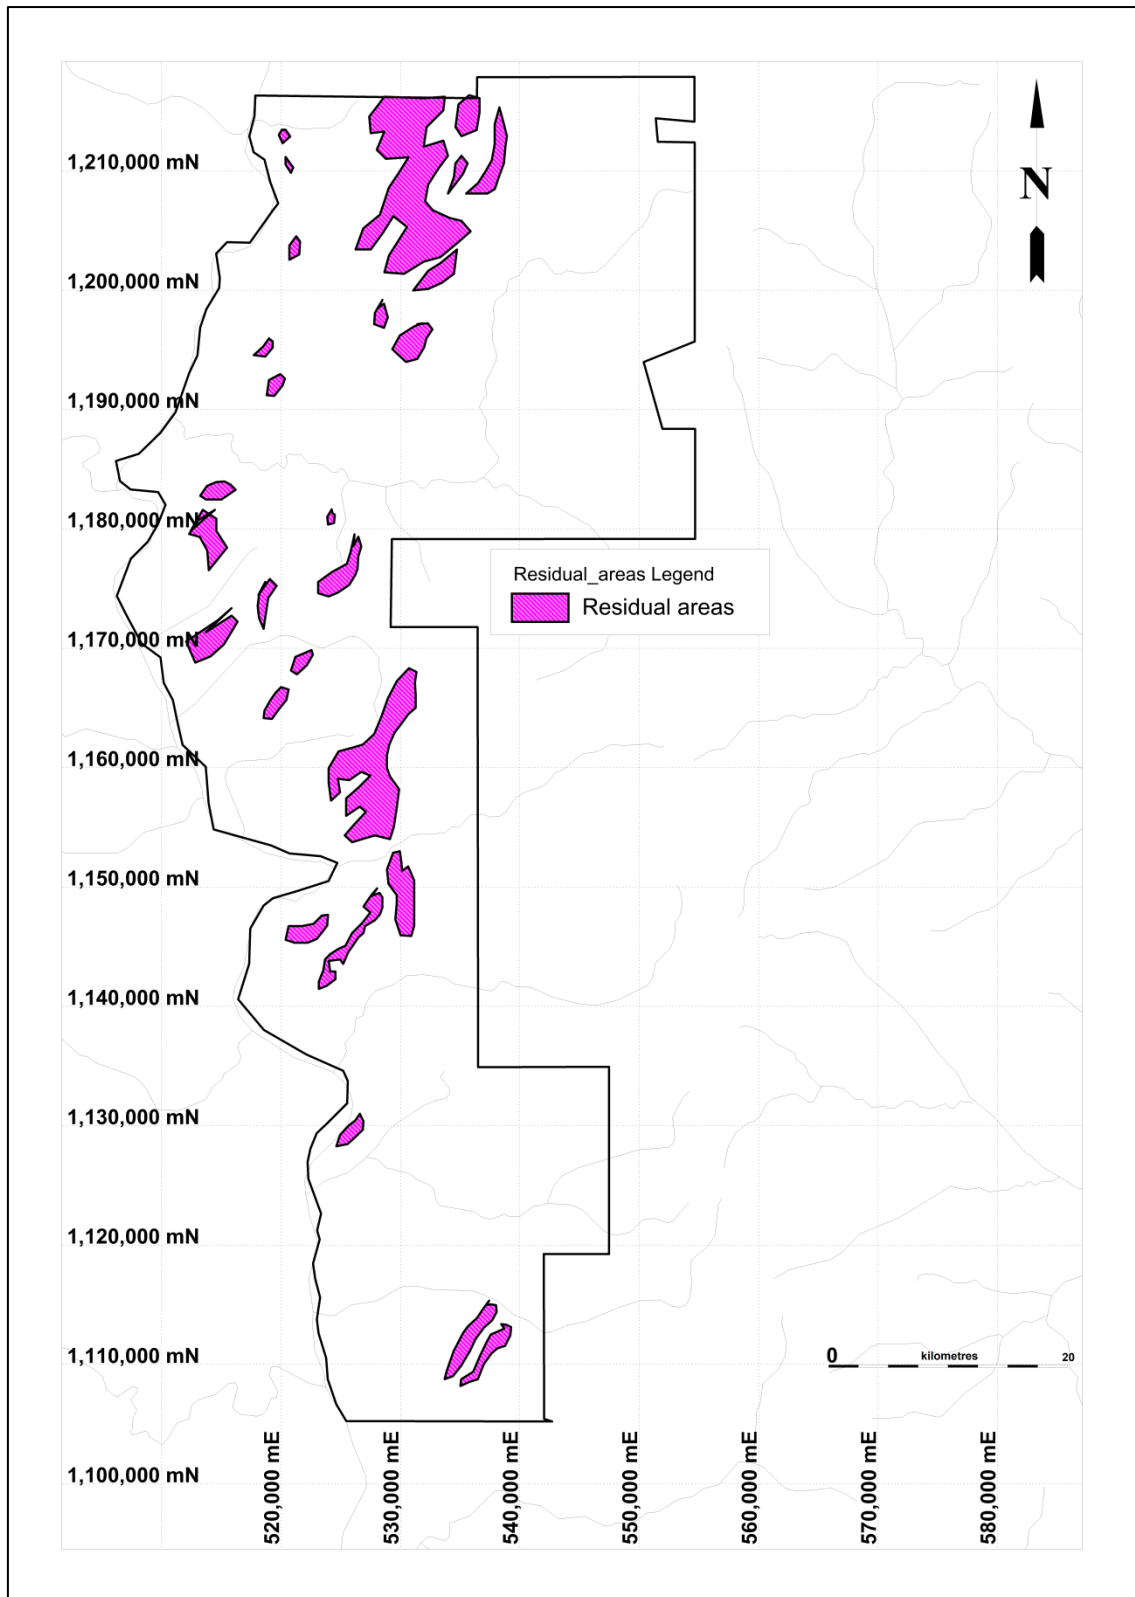 N
1,210,000 mN
1,200,000 mN
1,190,000 mN
1,180,000 mN
Residual_areas Legend
Residual areas
1,170,000 mN
1,160,000 mN
1,150,000 mN
1,140,000 mN
1,130,000 mN
1,120,000 mN
1,110,000 mN
0 kilometres 20
1,100,000 mN
520,000 mE
530,000 mE
540,000 mE
550,000 mE
560,000 mE
570,000 mE
580,000 mE